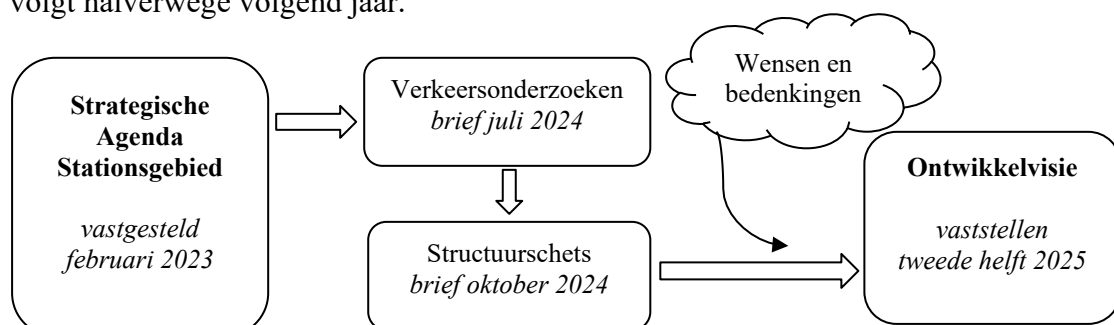 volgt halverwege volgend jaar.
Strategische
Agenda
Stationsgebied
vastgesteld
februari 2023
Verkeersonderzoeken
brief juli 2024
Structuurschets
brief oktober 2024
Wensen en
bedenkingen
Ontwikkelvisie
vaststellen
tweede helft 2025